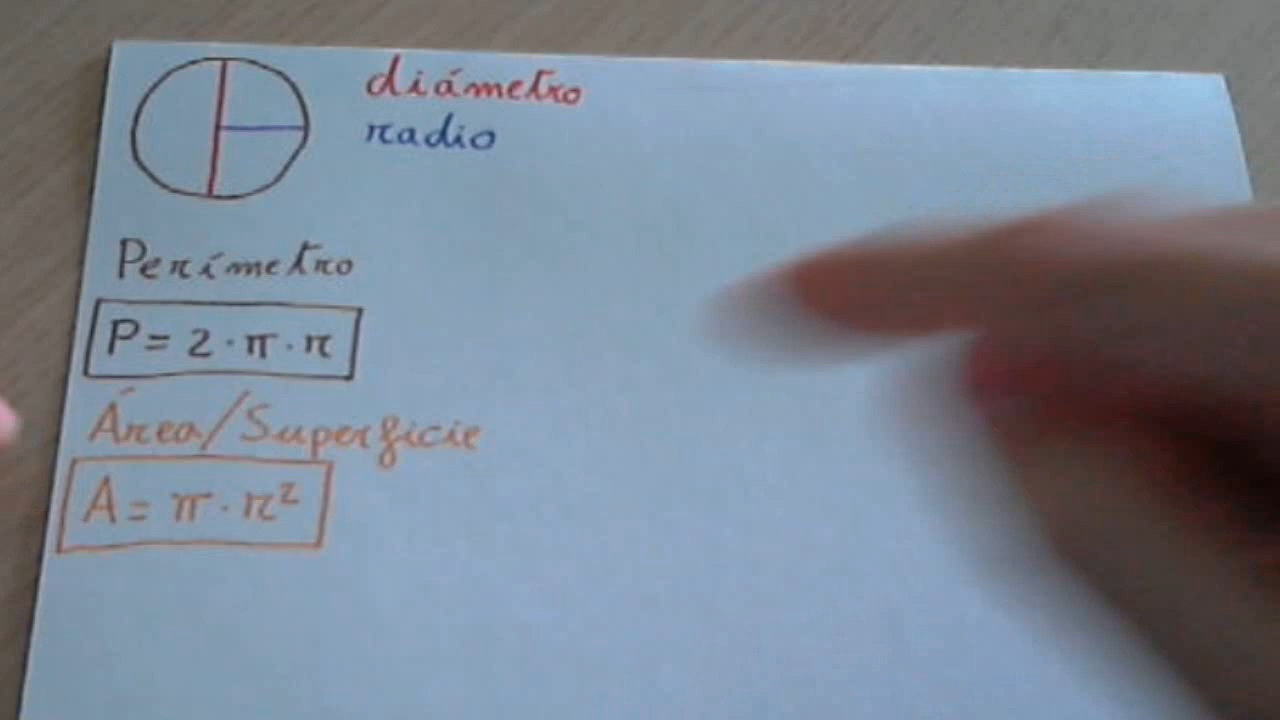 diámetro
radio
Perímetro
P = 2 · π · r
Área/Superficie
A = π · r²